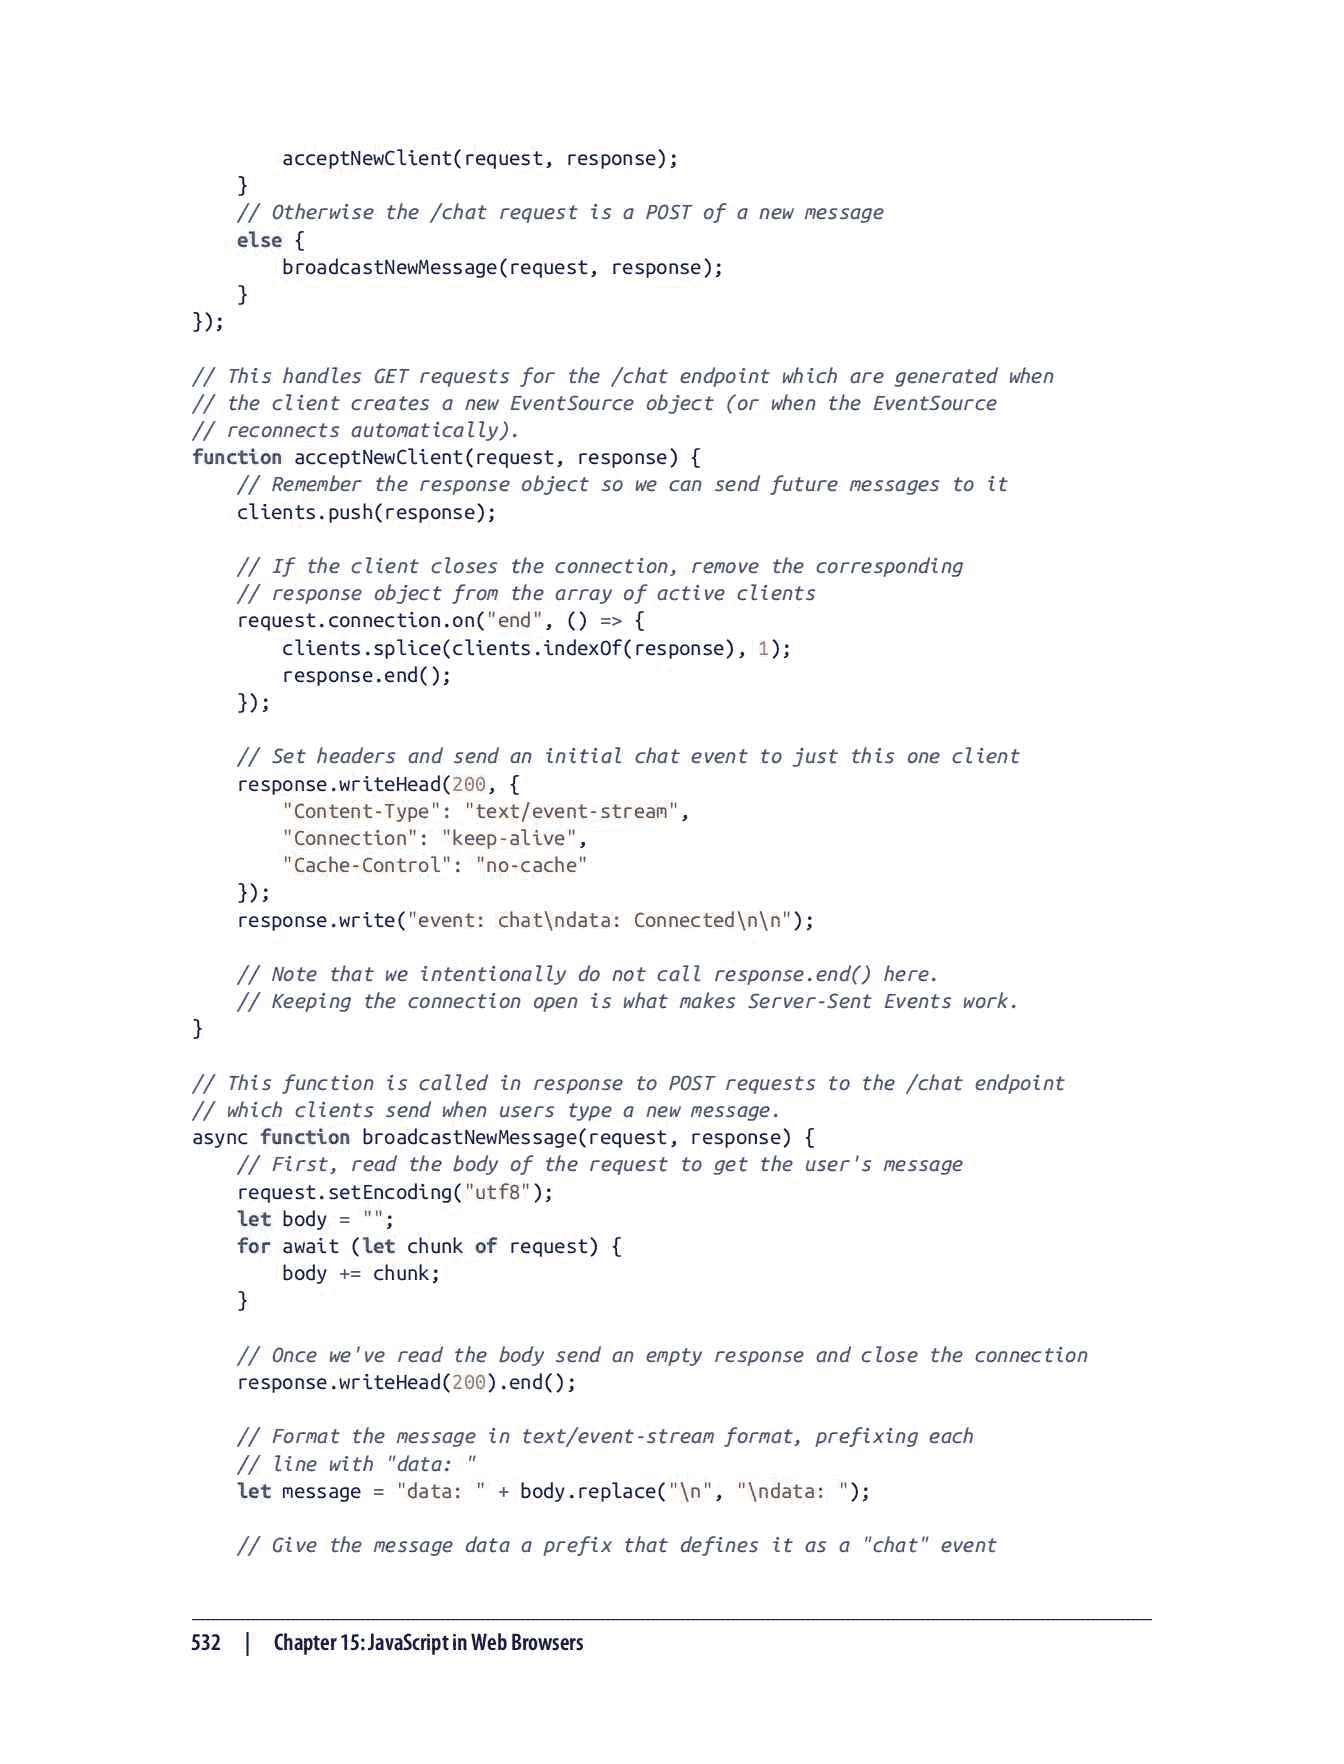 acceptNewClient(request, response);
    }
    // Otherwise the /chat request is a POST of a new message
    else {
        broadcastNewMessage(request, response);
    }
});

// This handles GET requests for the /chat endpoint which are generated when
// the client creates a new EventSource object (or when the EventSource
// reconnects automatically).
function acceptNewClient(request, response) {
    // Remember the response object so we can send future messages to it
    clients.push(response);

    // If the client closes the connection, remove the corresponding
    // response object from the array of active clients
    request.connection.on("end", () => {
        clients.splice(clients.indexOf(response), 1);
        response.end();
    });

    // Set headers and send an initial chat event to just this one client
    response.writeHead(200, {
        "Content-Type": "text/event-stream",
        "Connection": "keep-alive",
        "Cache-Control": "no-cache"
    });
    response.write("event: chat\ndata: Connected\n\n");

    // Note that we intentionally do not call response.end() here.
    // Keeping the connection open is what makes Server-Sent Events work.
}

// This function is called in response to POST requests to the /chat endpoint
// which clients send when users type a new message.
async function broadcastNewMessage(request, response) {
    // First, read the body of the request to get the user's message
    request.setEncoding("utf8");
    let body = "";
    for await (let chunk of request) {
        body += chunk;
    }

    // Once we've read the body send an empty response and close the connection
    response.writeHead(200).end();

    // Format the message in text/event-stream format, prefixing each
    // line with "data: "
    let message = "data: " + body.replace("\n", "\ndata: ");

    // Give the message data a prefix that defines it as a "chat" event

532 | Chapter 15: JavaScript in Web Browsers